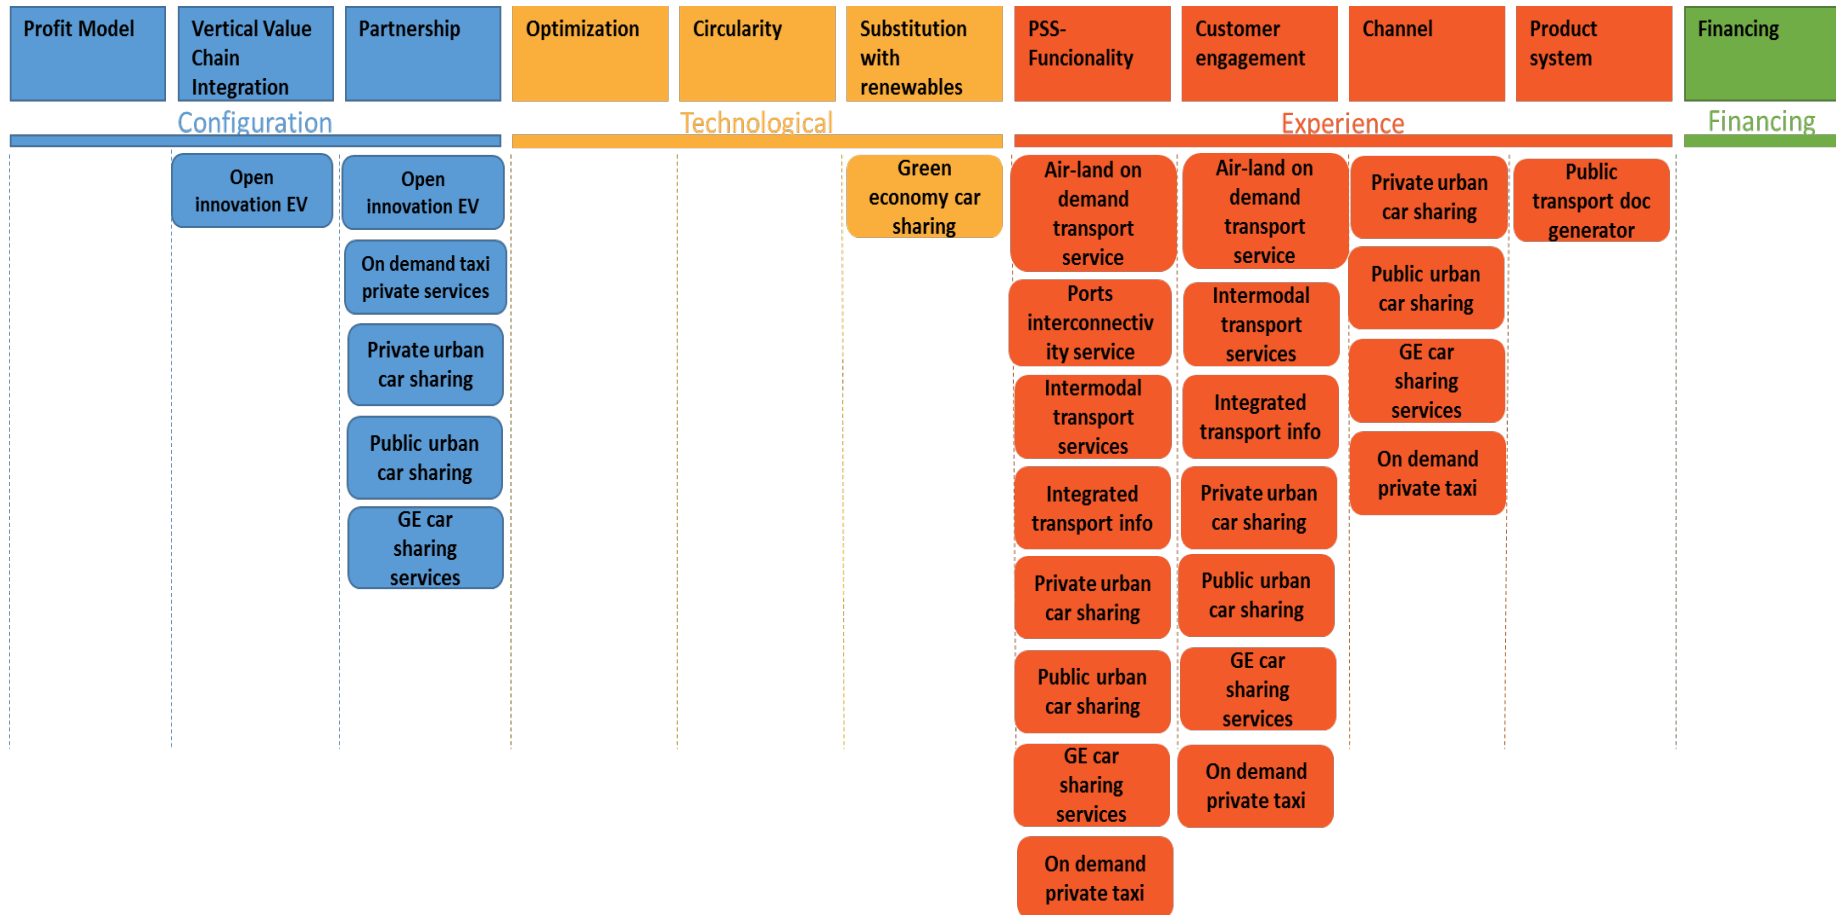 Profit Model
Vertical Value
Chain
Integration
Partnership
Optimization
Circularity
Substitution
with
renewables
PSS-
Funcionality
Customer
engagement
Channel
Product
system
Financing
Configuration
Technological
Experience
Financing
Open
innovation EV
Open
innovation EV
On demand taxi
private services
Private urban
car sharing
Public urban
car sharing
GE car
sharing
services
Green
economy car
sharing
Air-land on
demand
transport
service
Ports
interconnectiv
ity service
Intermodal
transport
services
Integrated
transport info
Private urban
car sharing
Public urban
car sharing
GE car
sharing
services
On demand
private taxi
Air-land on
demand
transport
service
Intermodal
transport
services
Integrated
transport info
Private urban
car sharing
Public urban
car sharing
GE car
sharing
services
On demand
private taxi
Private urban
car sharing
Public urban
car sharing
GE car
sharing
services
On demand
private taxi
Public
transport doc
generator